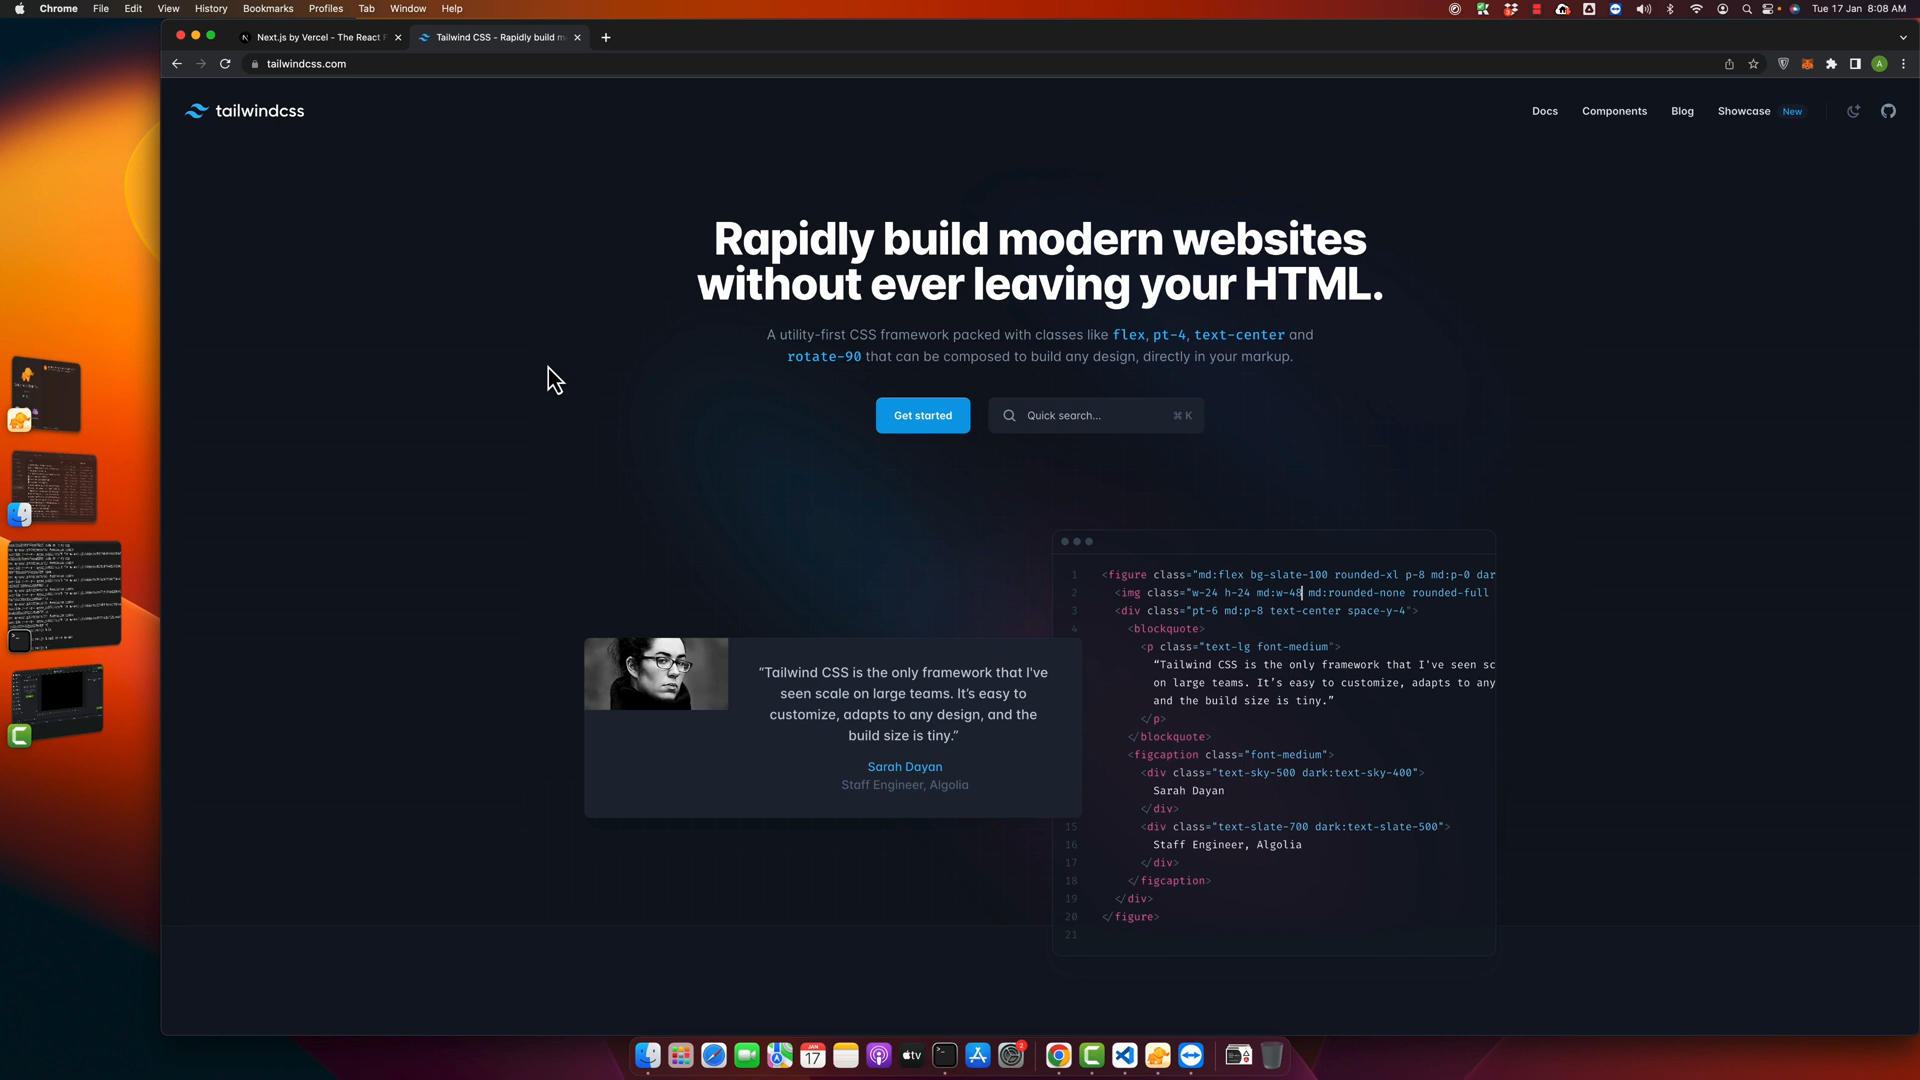 Chrome File Edit View History Bookmarks Profiles Tab Window Help
Tue 17 Jan 8:08 AM
Next.js by Vercel - The React F
Tailwind CSS - Rapidly build m
tailwindcss.com
A
tailwindcss
Docs Components Blog Showcase New
Rapidly build modern websites
without ever leaving your HTML.
A utility-first CSS framework packed with classes like flex, pt-4, text-center and
rotate-90 that can be composed to build any design, directly in your markup.
Get started
Quick search... ⌘ K
1 <figure class="md:flex bg-slate-100 rounded-xl p-8 md:p-0 dar
2 <img class="w-24 h-24 md:w-48 md:rounded-none rounded-full
3 <div class="pt-6 md:p-8 text-center space-y-4">
4 <blockquote>
<p class="text-lg font-medium">
“Tailwind CSS is the only framework that I've seen sc
on large teams. It’s easy to customize, adapts to any
and the build size is tiny.”
</p>
</blockquote>
<figcaption class="font-medium">
<div class="text-sky-500 dark:text-sky-400">
Sarah Dayan
</div>
15 <div class="text-slate-700 dark:text-slate-500">
16 Staff Engineer, Algolia
17 </div>
18 </figcaption>
19 </div>
20 </figure>
21
“Tailwind CSS is the only framework that I've
seen scale on large teams. It’s easy to
customize, adapts to any design, and the
build size is tiny.”
Sarah Dayan
Staff Engineer, Algolia
JAN
17
tv
2